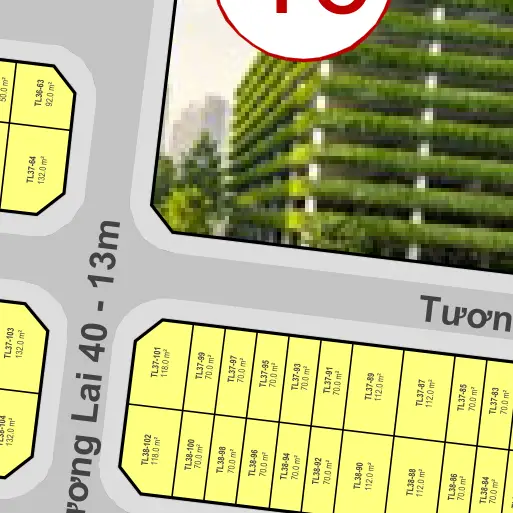 50.0 m²
TL36-63
92.0 m²
TL37-64
132.0 m²
ương Lai 40 - 13m
Tươn
TL37-103
132.0 m²
TL38-104
132.0 m²
TL37-101
118.0 m²
TL37-99
70.0 m²
TL37-97
70.0 m²
TL37-95
70.0 m²
TL37-93
70.0 m²
TL37-91
70.0 m²
TL37-89
112.0 m²
TL37-87
112.0 m²
TL37-85
70.0 m²
TL37-83
70.0 m²
TL38-102
118.0 m²
TL38-100
70.0 m²
TL38-98
70.0 m²
TL38-96
70.0 m²
TL38-94
70.0 m²
TL38-92
70.0 m²
TL38-90
112.0 m²
TL38-88
112.0 m²
TL38-86
70.0 m²
TL38-84
70.0 m²